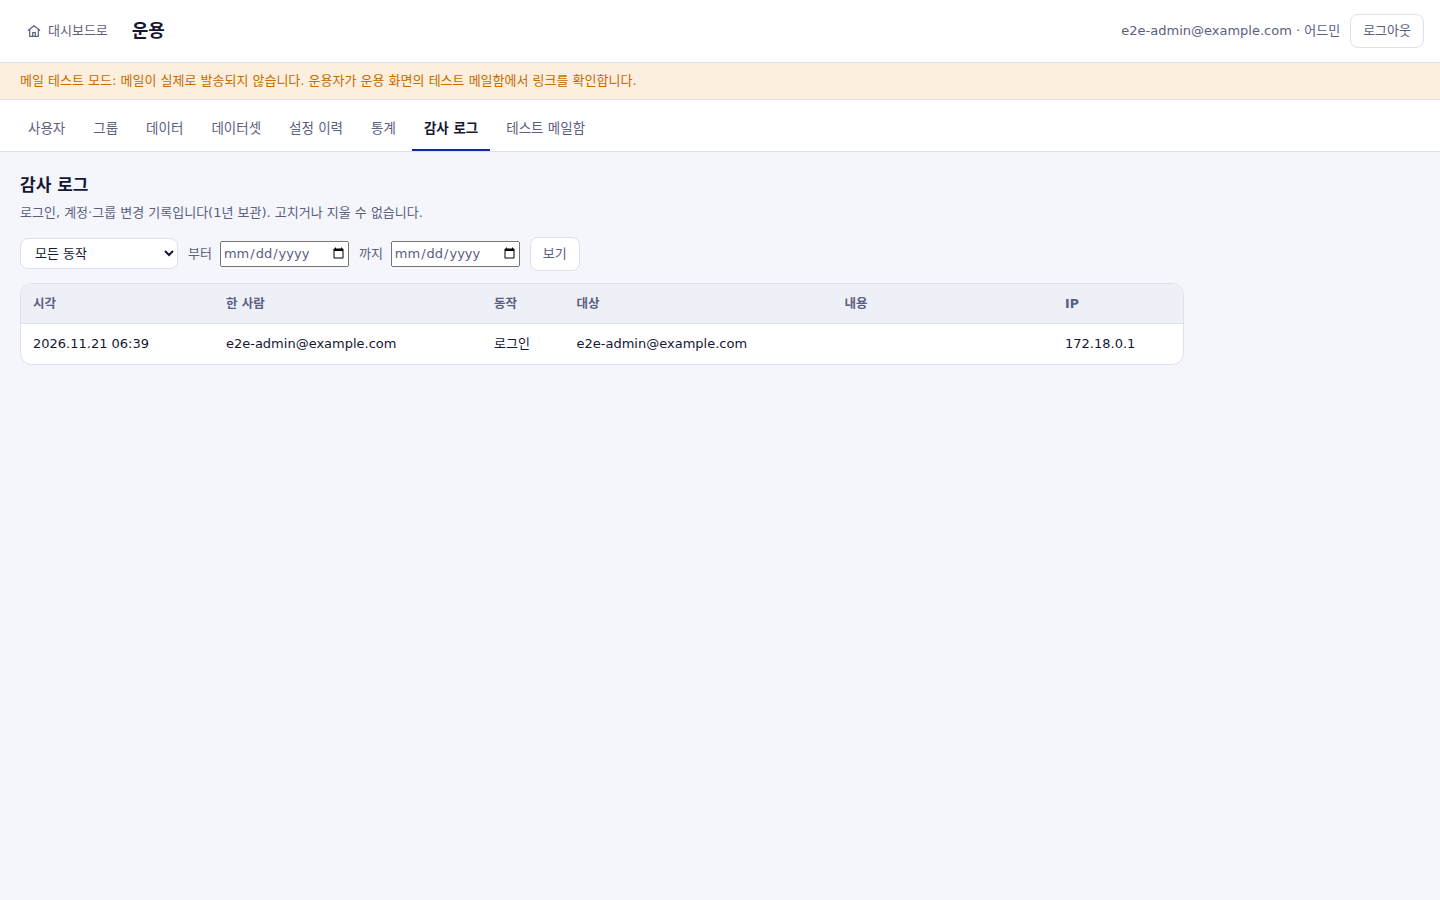 대시보드로 운용 e2e-admin@example.com · 어드민 로그아웃
메일 테스트 모드: 메일이 실제로 발송되지 않습니다. 운용자가 운용 화면의 테스트 메일함에서 링크를 확인합니다.
사용자 그룹 데이터 데이터셋 설정 이력 통계 감사 로그 테스트 메일함
감사 로그
로그인, 계정·그룹 변경 기록입니다(1년 보관). 고치거나 지울 수 없습니다.
모든 동작 부터 mm/dd/yyyy 까지 mm/dd/yyyy 보기
시각 한 사람 동작 대상 내용 IP
2026.11.21 06:39 e2e-admin@example.com 로그인 e2e-admin@example.com 172.18.0.1